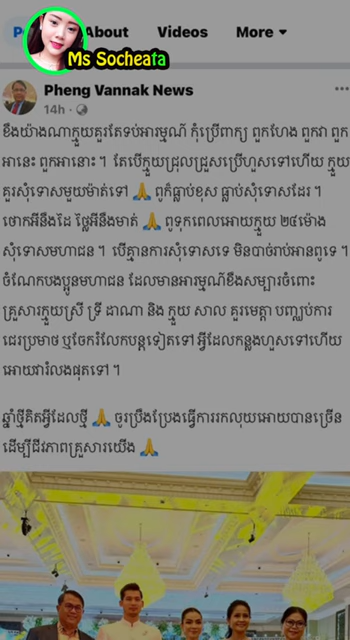 About Videos More
Ms Socheata
Pheng Vannak News
14h
ខឹងយ៉ាងណាក្មួយគួរតែទប់អារម្មណ៍ កុំប្រើពាក្យ ពួកហែង ពួកវា ពួក
អានេះ ពួកអានោះ។ តែបើក្មួយជ្រុលជ្រួសប្រើហួសទៅហើយ ក្មួយ
គួរសុំទោសមួយម៉ាត់ទៅ 🙏 ពូក៏ធ្លាប់ខុស ធ្លាប់សុំទោសដែរ។
ថោកអីនឹងដៃ ថ្លៃអីនឹងមាត់ 🙏 ពូទុកពេលអោយក្មួយ ២៤ម៉ោង
សុំទោសមហាជន។ បើគ្មានការសុំទោសទេ មិនបាច់រាប់អានពូទេ។
ចំណែកបងប្អូនមហាជន ដែលមានអារម្មណ៍ខឹងសម្បារចំពោះ
គ្រួសារក្មួយស្រី ទ្រី ដាណា និង ក្មួយ សាល គួរមេត្តា បញ្ឈប់ការ
ជេរប្រមាថ ឬចែករំលែកបន្តទៀតទៅ អ្វីដែលកន្លងហួសទៅហើយ
អោយវារំលងផុតទៅ។
ឆ្នាំថ្មីគិតអ្វីដែលថ្មី 🙏 ចូរប្រឹងប្រែងធ្វើការរកលុយអោយបានច្រើន
ដើម្បីជីវភាពគ្រួសារយើង 🙏